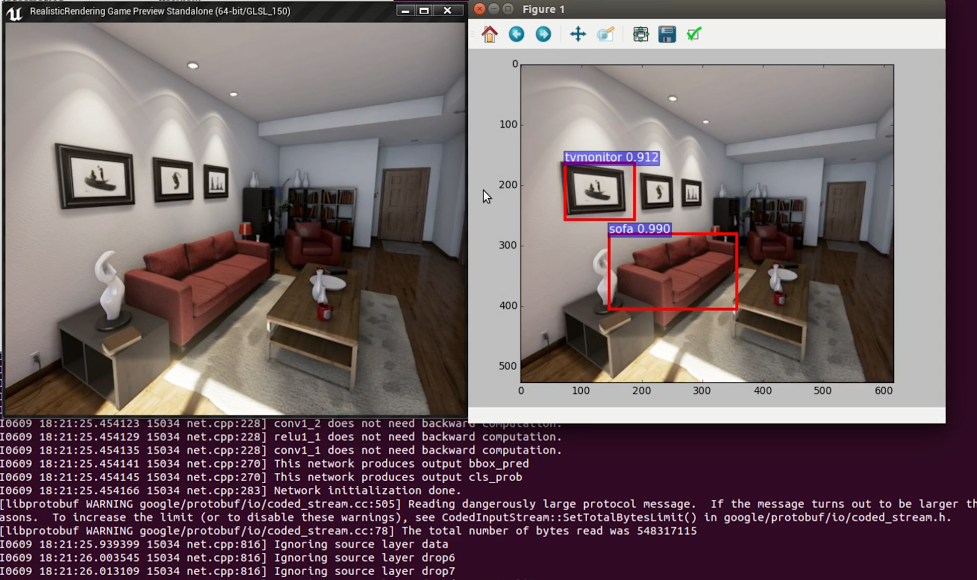 RealisticRendering Game Preview Standalone (64-bit/GLSL_150)
Figure 1
0
100
200
300
400
500
tvmonitor 0.912
sofa 0.990
0 100 200 300 400 500 600
I0609 18:21:25.454123 15034 net.cpp:228] conv1_2 does not need backward computation.
I0609 18:21:25.454129 15034 net.cpp:228] relu1_1 does not need backward computation.
I0609 18:21:25.454135 15034 net.cpp:228] conv1_1 does not need backward computation.
I0609 18:21:25.454141 15034 net.cpp:270] This network produces output bbox_pred
I0609 18:21:25.454145 15034 net.cpp:270] This network produces output cls_prob
I0609 18:21:25.454166 15034 net.cpp:283] Network initialization done.
[libprotobuf WARNING google/protobuf/io/coded_stream.cc:505] Reading dangerously large protocol message.  If the message turns out to be larger th
asons.  To increase the limit (or to disable these warnings), see CodedInputStream::SetTotalBytesLimit() in google/protobuf/io/coded_stream.h.
[libprotobuf WARNING google/protobuf/io/coded_stream.cc:78] The total number of bytes read was 548317115
I0609 18:21:25.939399 15034 net.cpp:816] Ignoring source layer data
I0609 18:21:26.003545 15034 net.cpp:816] Ignoring source layer drop6
I0609 18:21:26.013109 15034 net.cpp:816] Ignoring source layer drop7